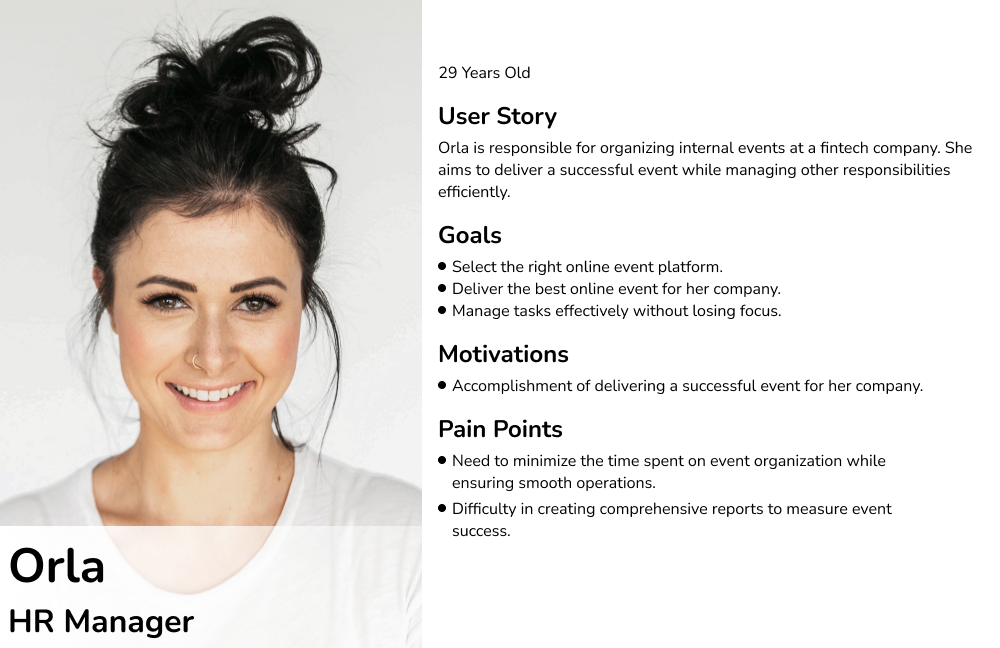 29 Years Old
User Story
Orla is responsible for organizing internal events at a fintech company. She
aims to deliver a successful event while managing other responsibilities
efficiently.
Goals
● Select the right online event platform.
● Deliver the best online event for her company.
● Manage tasks effectively without losing focus.
Motivations
● Accomplishment of delivering a successful event for her company.
Pain Points
● Need to minimize the time spent on event organization while
ensuring smooth operations.
● Difficulty in creating comprehensive reports to measure event
success.
Orla
HR Manager